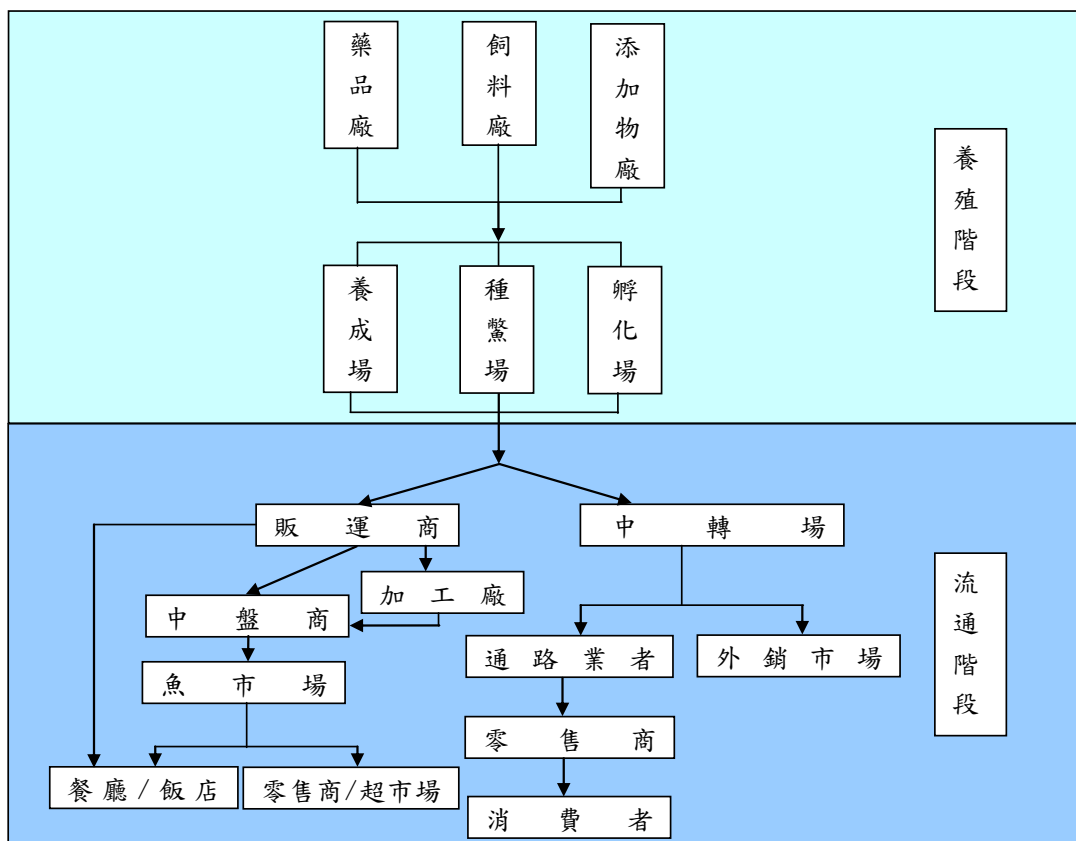 藥品廠
飼料廠
添加物廠
養殖階段
養成場
種鱉場
孵化場
販運商
中轉場
加工廠
中盤商
流通階段
通路業者
外銷市場
魚市場
零售商
餐廳/飯店
零售商/超市場
消費者